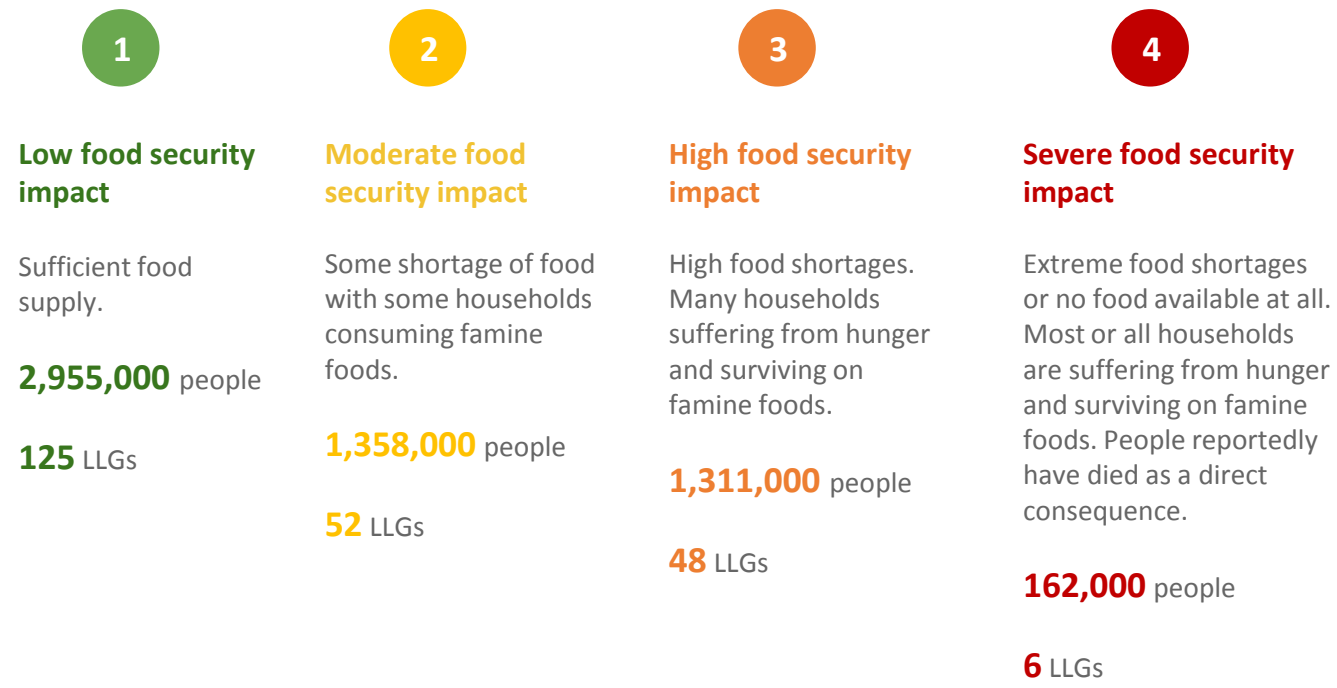 1
Low food security
impact
Sufficient food
supply.
2,955,000 people
125 LLGs
2
Moderate food
security impact
Some shortage of food
with some households
consuming famine
foods.
1,358,000 people
52 LLGs
3
High food security
impact
High food shortages.
Many households
suffering from hunger
and surviving on
famine foods.
1,311,000 people
48 LLGs
4
Severe food security
impact
Extreme food shortages
or no food available at all.
Most or all households
are suffering from hunger
and surviving on famine
foods. People reportedly
have died as a direct
consequence.
162,000 people
6 LLGs